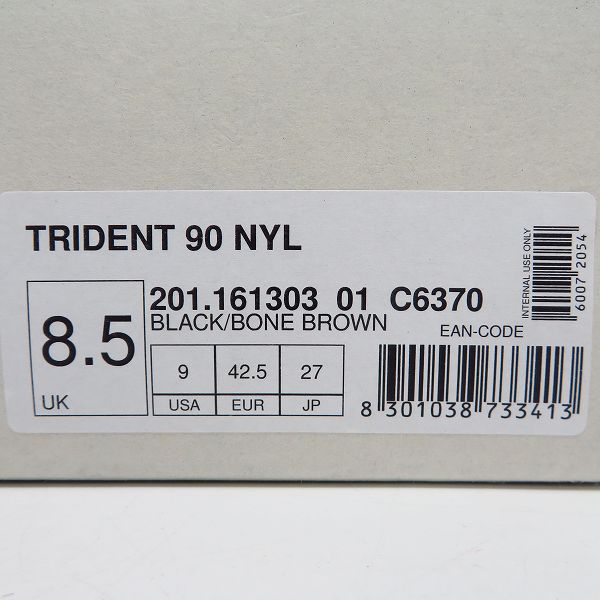 TRIDENT 90 NYL
INTERNAL USE ONLY
6007 2054
8.5
UK
201.161303 01 C6370
BLACK/BONE BROWN
EAN-CODE
9 42.5 27
USA EUR JP
8 301038 733413